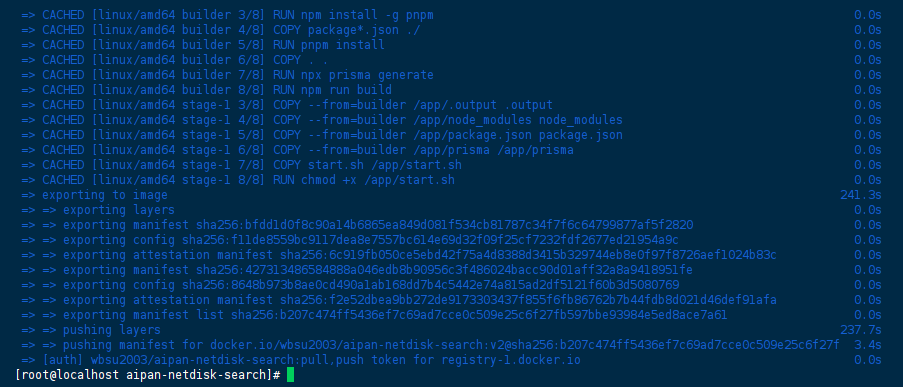 => CACHED [linux/amd64 builder 3/8] RUN npm install -g pnpm 0.0s
=> CACHED [linux/amd64 builder 4/8] COPY package*.json ./ 0.0s
=> CACHED [linux/amd64 builder 5/8] RUN pnpm install 0.0s
=> CACHED [linux/amd64 builder 6/8] COPY . . 0.0s
=> CACHED [linux/amd64 builder 7/8] RUN npx prisma generate 0.0s
=> CACHED [linux/amd64 builder 8/8] RUN npm run build 0.0s
=> CACHED [linux/amd64 stage-1 3/8] COPY --from=builder /app/.output .output 0.0s
=> CACHED [linux/amd64 stage-1 4/8] COPY --from=builder /app/node_modules node_modules 0.0s
=> CACHED [linux/amd64 stage-1 5/8] COPY --from=builder /app/package.json package.json 0.0s
=> CACHED [linux/amd64 stage-1 6/8] COPY --from=builder /app/prisma /app/prisma 0.0s
=> CACHED [linux/amd64 stage-1 7/8] COPY start.sh /app/start.sh 0.0s
=> CACHED [linux/amd64 stage-1 8/8] RUN chmod +x /app/start.sh 0.0s
=> exporting to image 241.3s
=> => exporting layers 0.0s
=> => exporting manifest sha256:bfdd1d0f8c90a14b6865ea849d081f534cb81787c34f7f6c64799877af5f2820 0.0s
=> => exporting config sha256:f11de8559bc9117dea8e7557bc614e69d32f09f25cf7232fdf2677ed21954a9c 0.0s
=> => exporting attestation manifest sha256:6c919fb050ce5ebd42f75a4d8388d3415b329744eb8e0f97f8726aef1024b83c 0.0s
=> => exporting manifest sha256:427313486584888a046edb8b90956c3f486024bacc90d01aff32a8a9418951fe 0.0s
=> => exporting config sha256:8648b973b8ae0cd490a1ab168dd7b4c5442e74a815ad2df5121f60b3d5080769 0.0s
=> => exporting attestation manifest sha256:f2e52dbea9bb272de9173303437f855f6fb86762b7b44fdb8d021d46def91afa 0.0s
=> => exporting manifest list sha256:b207c474ff5436ef7c69ad7cce0c509e25c6f27fb597bbe93984e5ed8ace7a61 0.0s
=> => pushing layers 237.7s
=> => pushing manifest for docker.io/wbsu2003/aipan-netdisk-search:v2@sha256:b207c474ff5436ef7c69ad7cce0c509e25c6f27f 3.4s
=> [auth] wbsu2003/aipan-netdisk-search:pull,push token for registry-1.docker.io 0.0s
[root@localhost aipan-netdisk-search]#